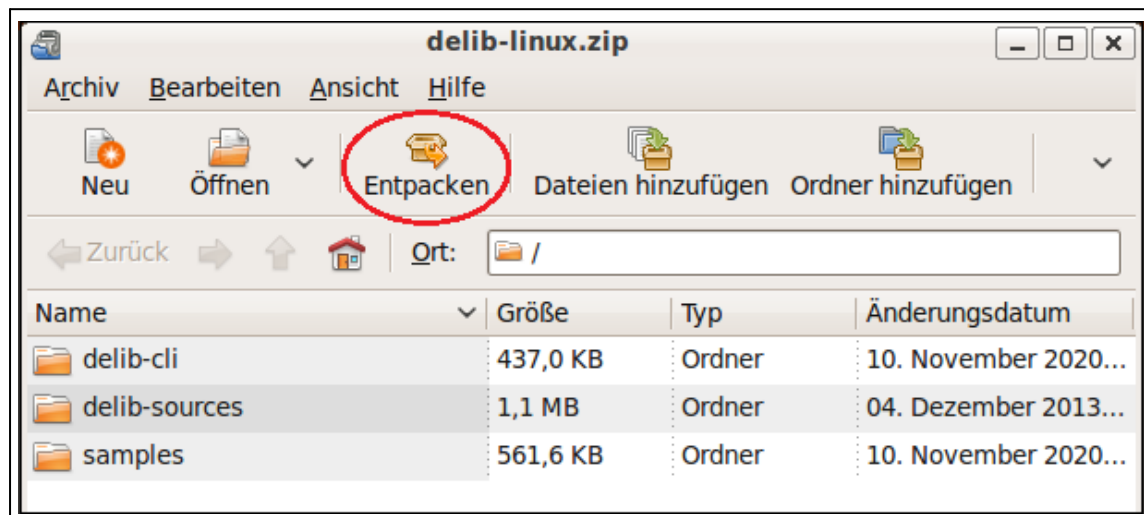 delib-linux.zip
Archiv Bearbeiten Ansicht Hilfe
Neu Öffnen Entpacken Dateien hinzufügen Ordner hinzufügen
Zurück Ort: /
Name Größe Typ Änderungsdatum
delib-cli 437,0 KB Ordner 10. November 2020...
delib-sources 1,1 MB Ordner 04. Dezember 2013...
samples 561,6 KB Ordner 10. November 2020...